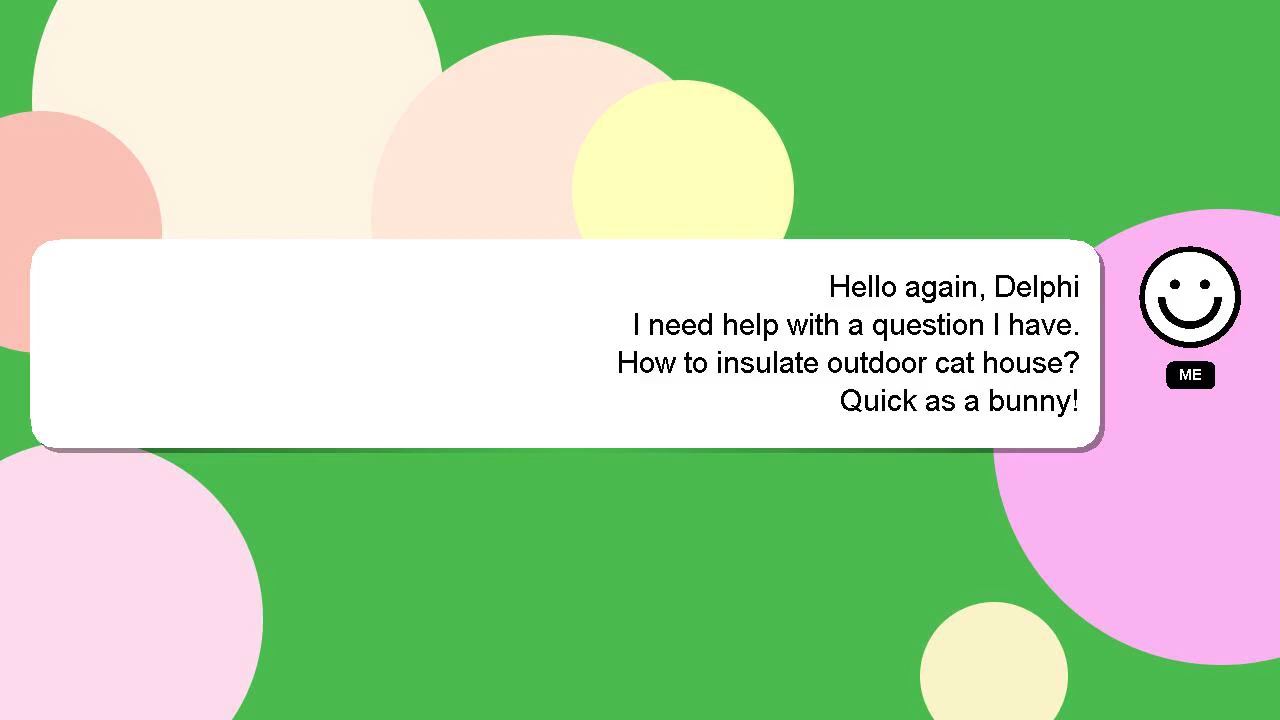 Hello again, Delphi
I need help with a question I have.
How to insulate outdoor cat house?
Quick as a bunny!
ME